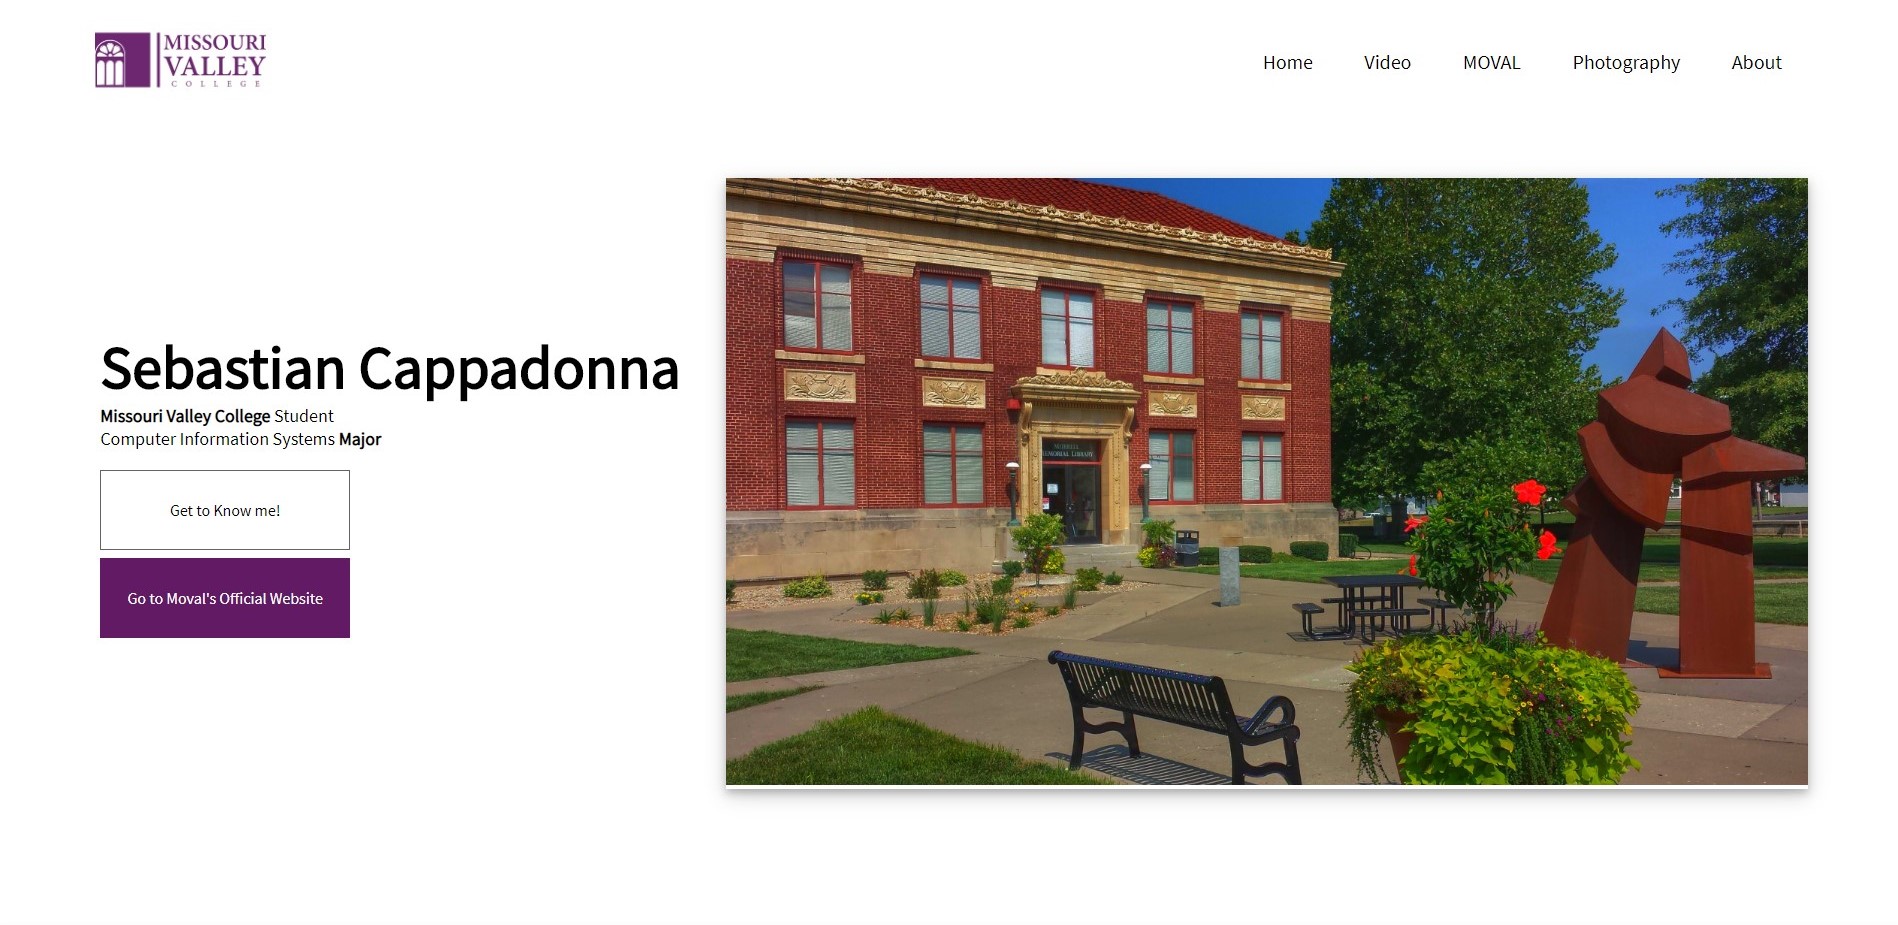 MISSOURI
VALLEY
COLLEGE
Home Video MOVAL Photography About
Sebastian Cappadonna
Missouri Valley College Student
Computer Information Systems Major
Get to Know me!
Go to Moval's Official Website
MEMORIAL LIBRARY